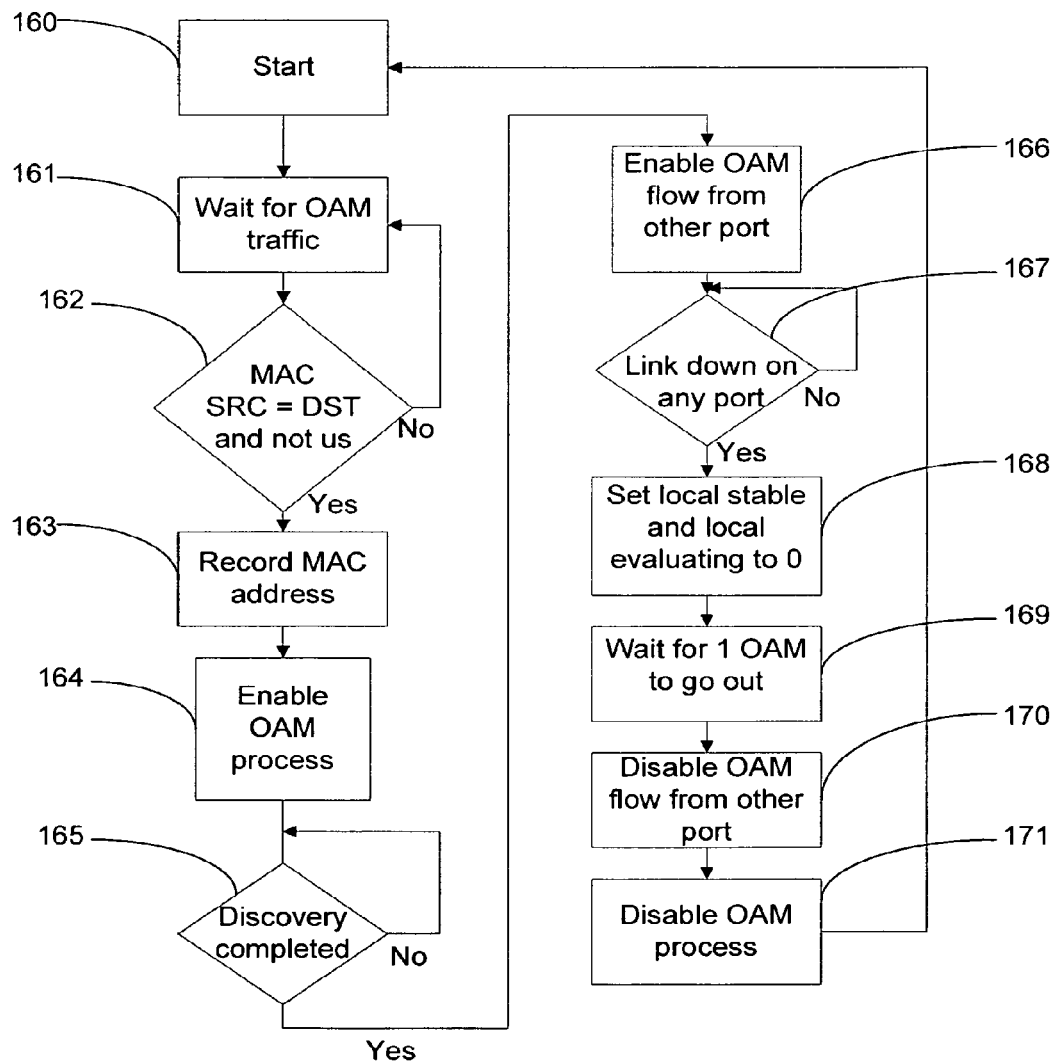 160
Start
161
Wait for OAM
traffic
162
MAC
SRC = DST
and not us
No
Yes
163
Record MAC
address
164
Enable
OAM
process
165
Discovery
completed
No
Yes
Enable OAM
flow from
other port
166
167
Link down on
any port
No
Yes
168
Set local stable
and local
evaluating to 0
169
Wait for 1 OAM
to go out
170
Disable OAM
flow from other
port
171
Disable OAM
process